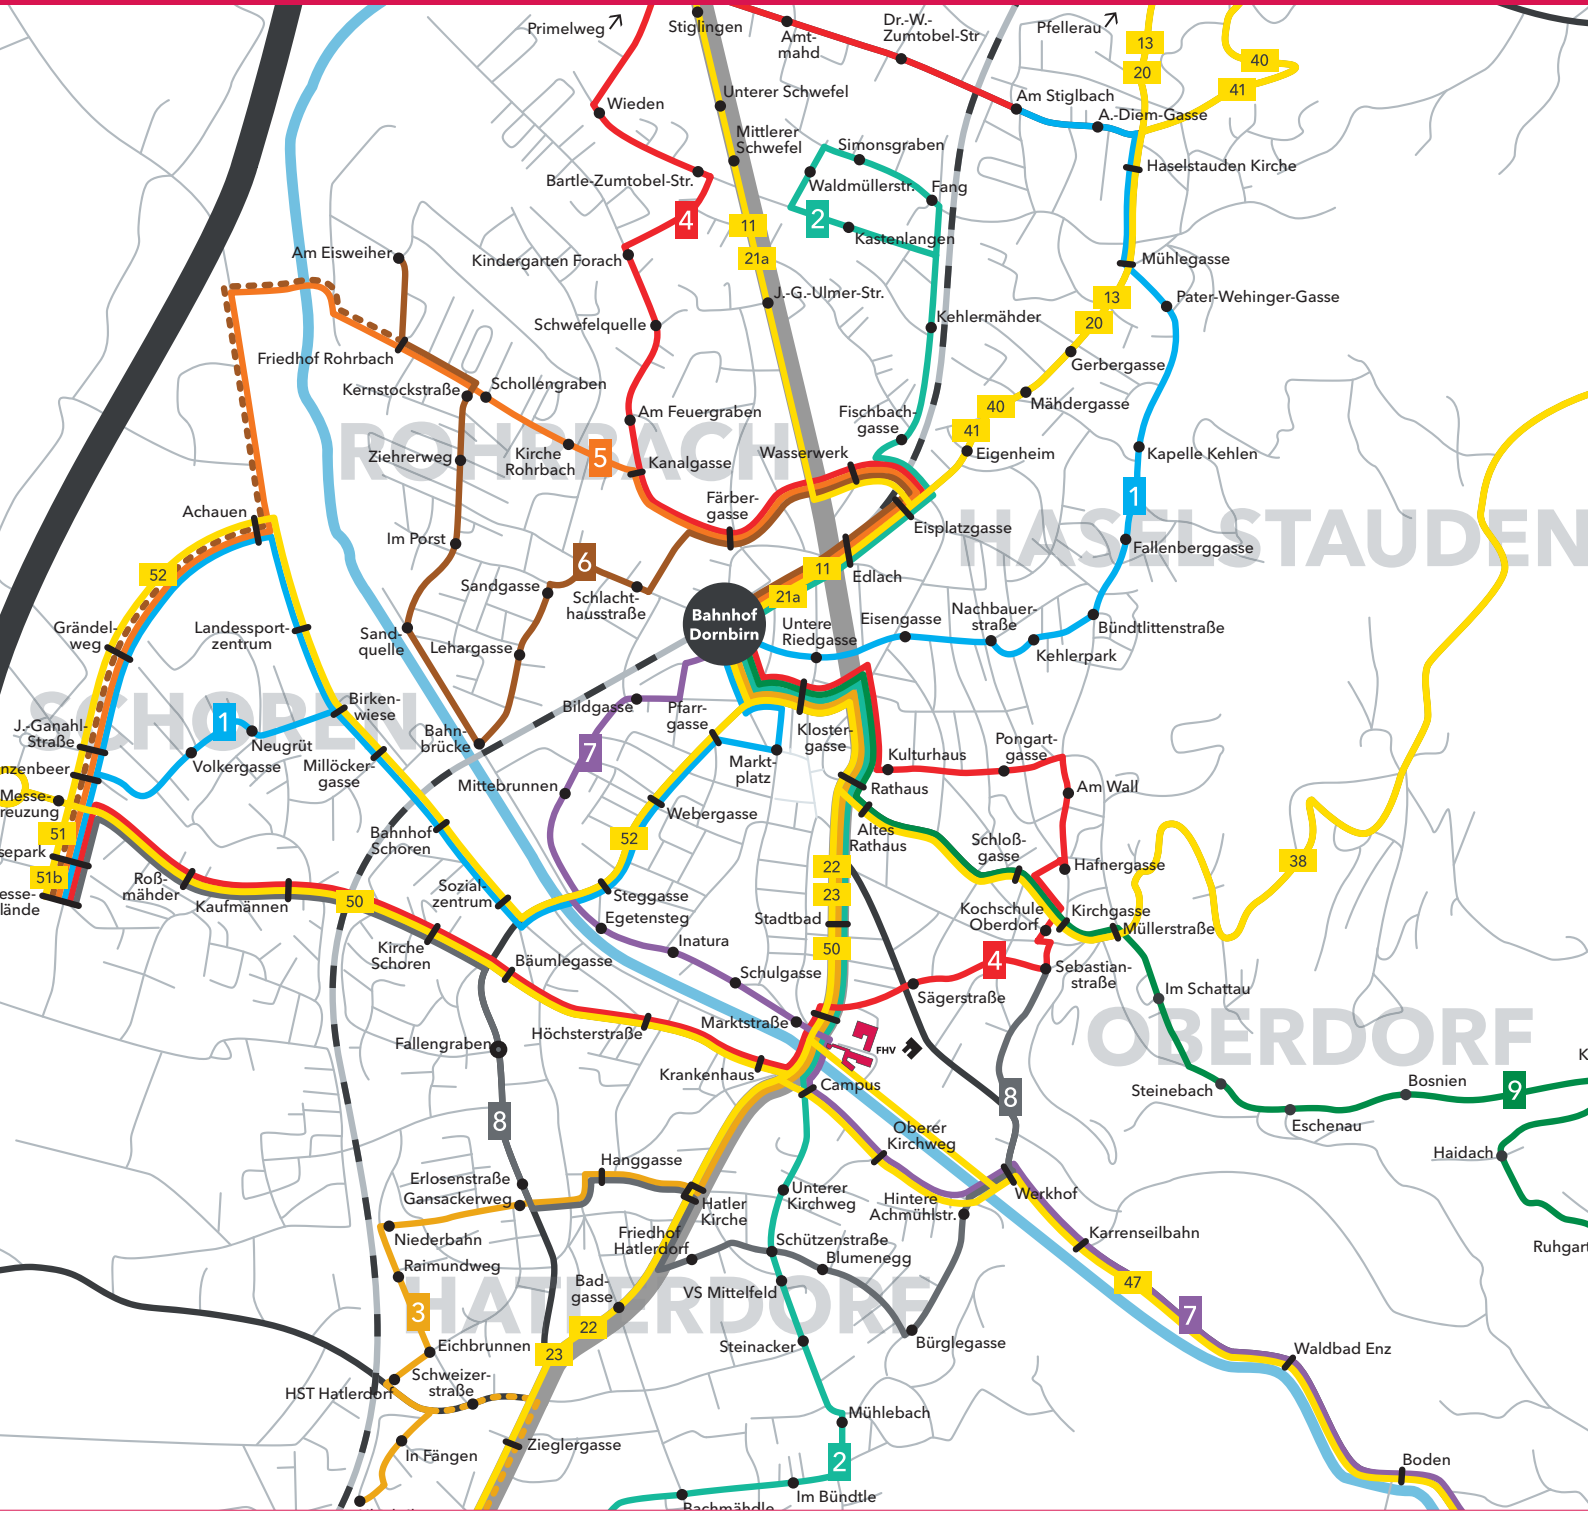 Primelweg
Stiglingen
Amt-
mahd
Dr.-W.-
Zumtobel-Str
Pfellerau
13
20
40
41
Wieden
Unterer Schwefel
Mittlerer
Schwefel
Simonsgraben
Am Stiglbach
A.-Diem-Gasse
Haselstauden Kirche
Bartle-Zumtobel-Str.
Waldmüllerstr.
Fang
4
2
11
Kastenlangen
21a
Am Eisweiher
Kindergarten Forach
Mühlegasse
J.-G.-Ulmer-Str.
13
Pater-Wehinger-Gasse
20
Schwefelquelle
Kehlermähder
Friedhof Rohrbach
Gerbergasse
Kernstockstraße
Schollengraben
40
Mähdergasse
Am Feuergraben
Fischbach-
gasse
41
ROHRBACH
Ziehrerweg
Kirche
Rohrbach
5
Kanalgasse
Wasserwerk
Eigenheim
Kapelle Kehlen
1
Färber-
gasse
Achauen
Eisplatzgasse
HASELSTAUDEN
Im Porst
Fallenberggasse
52
6
11
Edlach
Sandgasse
Schlacht-
hausstraße
21a
Bahnhof
Dornbirn
Grändel-
weg
Landessport-
zentrum
Sand-
quelle
Lehargasse
Untere
Riedgasse
Eisengasse
Nachbauer-
straße
Bündtlittenstraße
Kehlerpark
SCHOREN
J.-Ganahl-
Straße
1
Neugrüt
Birken-
wiese
Bildgasse
Pfarr-
gasse
Bahn-
brücke
Kloster-
gasse
7
nzenbeer
Volkergasse
Millöcker-
gasse
Markt-
platz
Kulturhaus
Pongart-
gasse
Messe-
reuzung
Mittebrunnen
Rathaus
Am Wall
Webergasse
51
Bahnhof
Schoren
52
Altes
Rathaus
Schloß-
gasse
separk
22
Hafnergasse
38
51b
Roß-
mähder
Sozial-
zentrum
23
Steggasse
esse-
lände
Kaufmännen
50
Stadtbad
Egetensteg
Kochschule
Oberdorf
Kirchgasse
Müllerstraße
Kirche
Schoren
Bäumlegasse
Inatura
50
4
Schulgasse
Sebastian-
straße
Sägerstraße
Im Schattau
OBERDORF
Höchsterstraße
Marktstraße
Fallengraben
FHV
Krankenhaus
Campus
K
8
8
Steinebach
Bosnien
9
Eschenau
Oberer
Kirchweg
Haidach
Hanggasse
Erlosenstraße
Gansackerweg
Unterer
Kirchweg
Hatler
Kirche
Hintere
Achmühlstr.
Werkhof
Niederbahn
Friedhof
Hatlerdorf
Schützenstraße
Karrenseilbahn
Ruhgar
Raimundweg
Blumenegg
HATLERDORF
Bad-
gasse
VS Mittelfeld
47
3
22
7
Eichbrunnen
23
Steinacker
Bürglegasse
Waldbad Enz
HST Hatlerdorf
Schweizer-
straße
Mühlebach
In Fängen
Zieglergasse
2
Boden
Im Bündtle
Bachmähdle